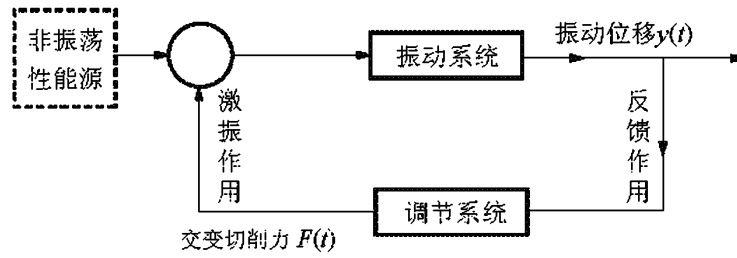 非振荡
性能源
振动系统
振动位移y(t)
激振作用
反馈作用
调节系统
交变切削力 F(t)